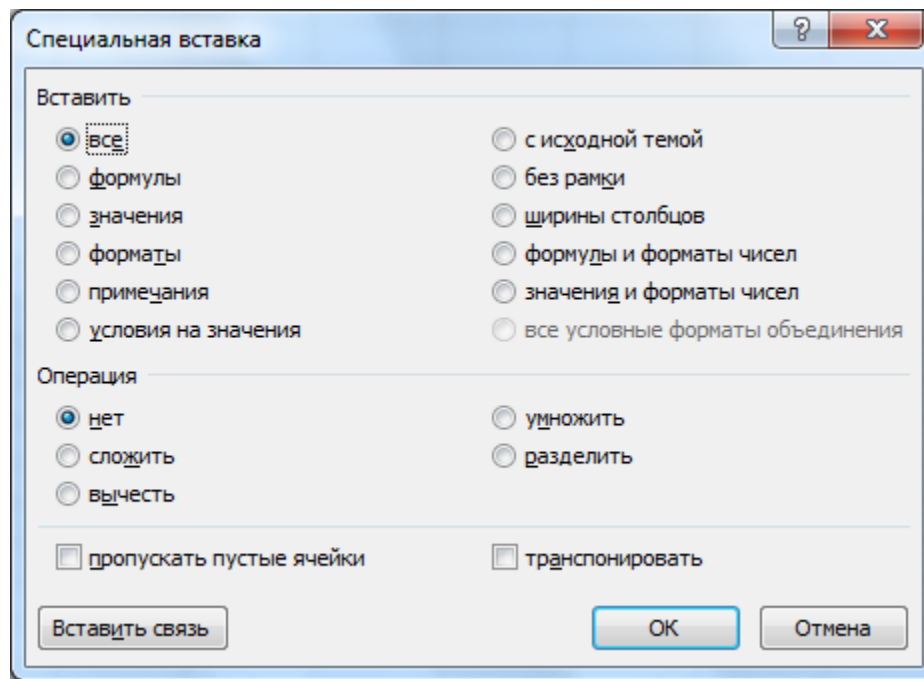 Специальная вставка
Вставить
все
с исходной темой
формулы
без рамки
значения
ширины столбцов
форматы
формулы и форматы чисел
примечания
значения и форматы чисел
условия на значения
все условные форматы объединения
Операция
нет
умножить
сложить
разделить
вычесть
пропускать пустые ячейки
транспонировать
Вставить связь
ОК
Отмена